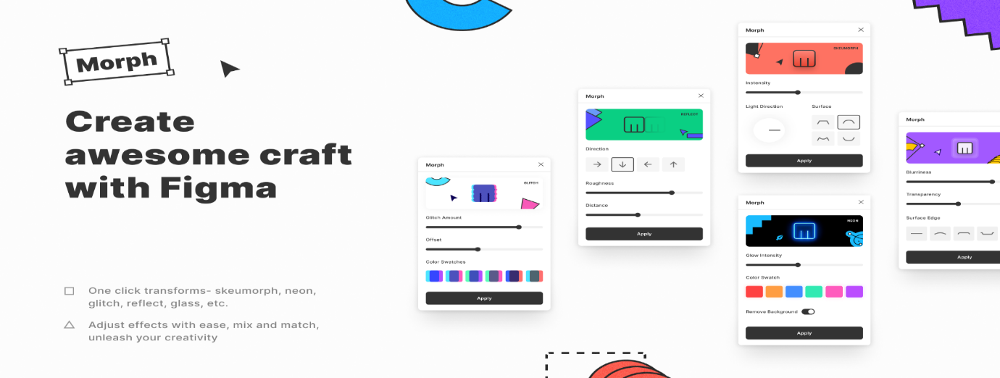 Morph
Create
awesome craft
with Figma
One click transforms- skeumorph, neon,
glitch, reflect, glass, etc.
Adjust effects with ease, mix and match,
unleash your creativity
Morph
GLITCH
Glitch Amount
Offset
Color Swatches
Apply
Morph
REFLECT
Direction
Roughness
Distance
Apply
Morph
SKEUMORPH
Instensity
Light Direction
Surface
Apply
Morph
NEON
Glow Intensity
Color Swatch
Remove Background
Apply
Morph
Blurriness
Transparency
Surface Edge
Apply